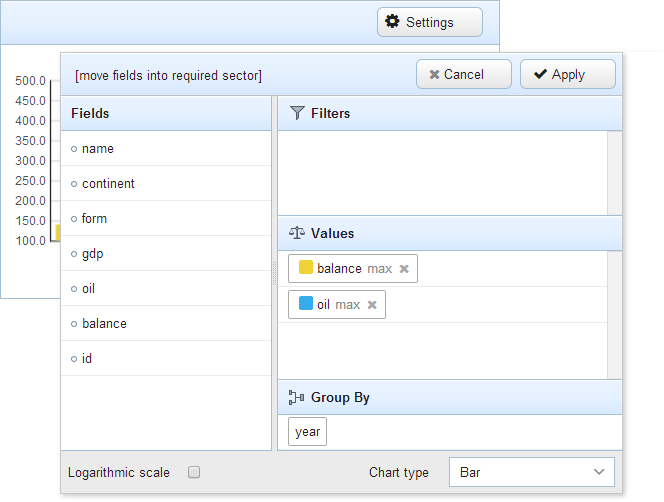 Settings
[move fields into required sector]
Cancel
Apply
500.0
450.0
400.0
350.0
300.0
250.0
200.0
150.0
100.0
Fields
name
continent
form
gdp
oil
balance
id
Filters
Values
balance max
oil max
Group By
year
Logarithmic scale
Chart type
Bar